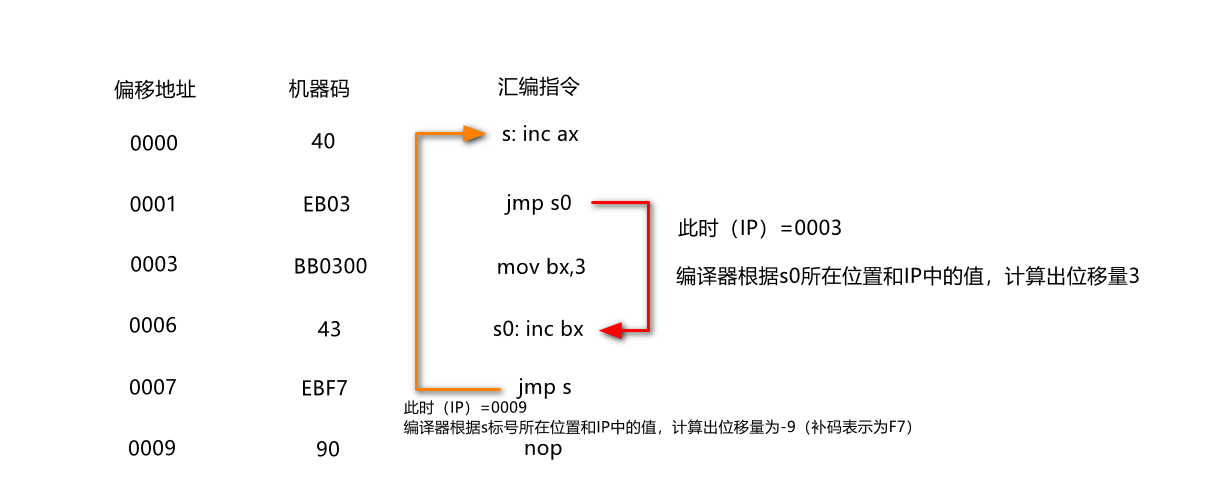 偏移地址 机器码 汇编指令
0000 40 s: inc ax
0001 EB03 jmp s0
此时（IP）=0003
0003 BB0300 mov bx,3
编译器根据s0所在位置和IP中的值，计算出位移量3
0006 43 s0: inc bx
0007 EBF7 jmp s
此时（IP）=0009
编译器根据s标号所在位置和IP中的值，计算出位移量为-9（补码表示为F7）
0009 90 nop